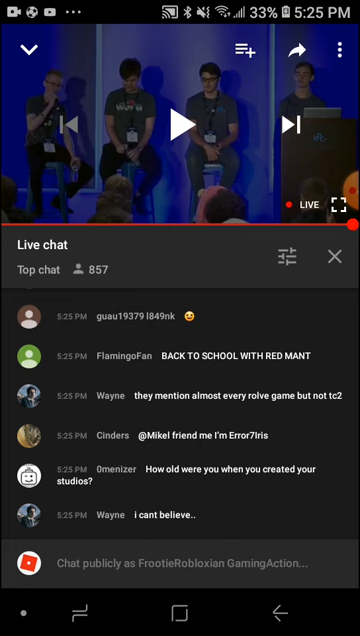 33% 5:25 PM
LIVE
Live chat
Top chat 857
5:25 PM guau19379 l849nk 😉
5:25 PM FlamingoFan BACK TO SCHOOL WITH RED MANT
5:25 PM Wayne they mention almost every rolve game but not tc2
5:25 PM Cinders @Mikel friend me I'm Error7Iris
5:25 PM 0menizer How old were you when you created your
studios?
5:25 PM Wayne i cant believe..
Chat publicly as FrootieRobloxian GamingAction...